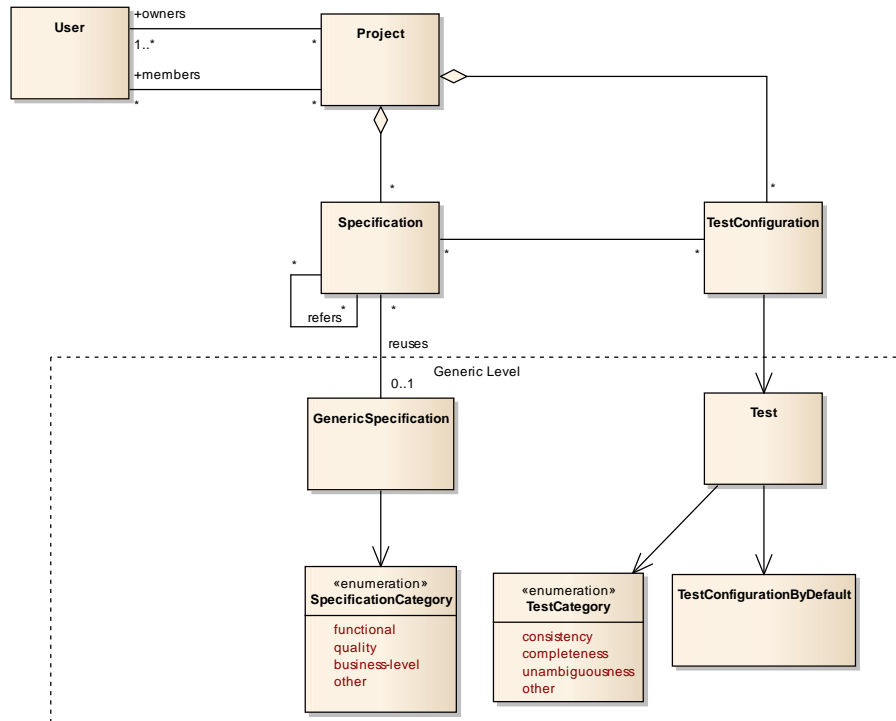 User
+owners
1..*
*
Project
+members
*
*
*
*
Specification
TestConfiguration
*
*
*
*
refers
*
reuses
0..1
Generic Level
GenericSpecification
Test
«enumeration»
SpecificationCategory
functional
quality
business-level
other
«enumeration»
TestCategory
consistency
completeness
unambiguousness
other
TestConfigurationByDefault